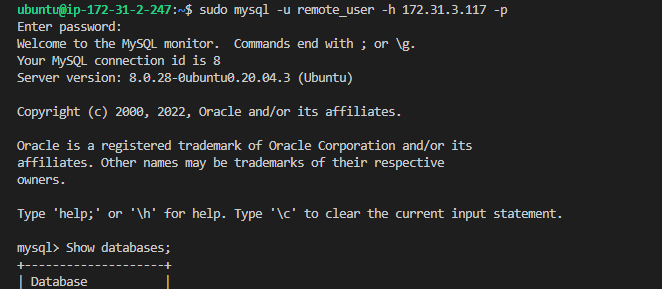 ubuntu@ip-172-31-2-247:~$ sudo mysql -u remote_user -h 172.31.3.117 -p
Enter password:
Welcome to the MySQL monitor.  Commands end with ; or \g.
Your MySQL connection id is 8
Server version: 8.0.28-0ubuntu0.20.04.3 (Ubuntu)

Copyright (c) 2000, 2022, Oracle and/or its affiliates.

Oracle is a registered trademark of Oracle Corporation and/or its
affiliates. Other names may be trademarks of their respective
owners.

Type 'help;' or '\h' for help. Type '\c' to clear the current input statement.

mysql> Show databases;
+--------------------+
| Database           |